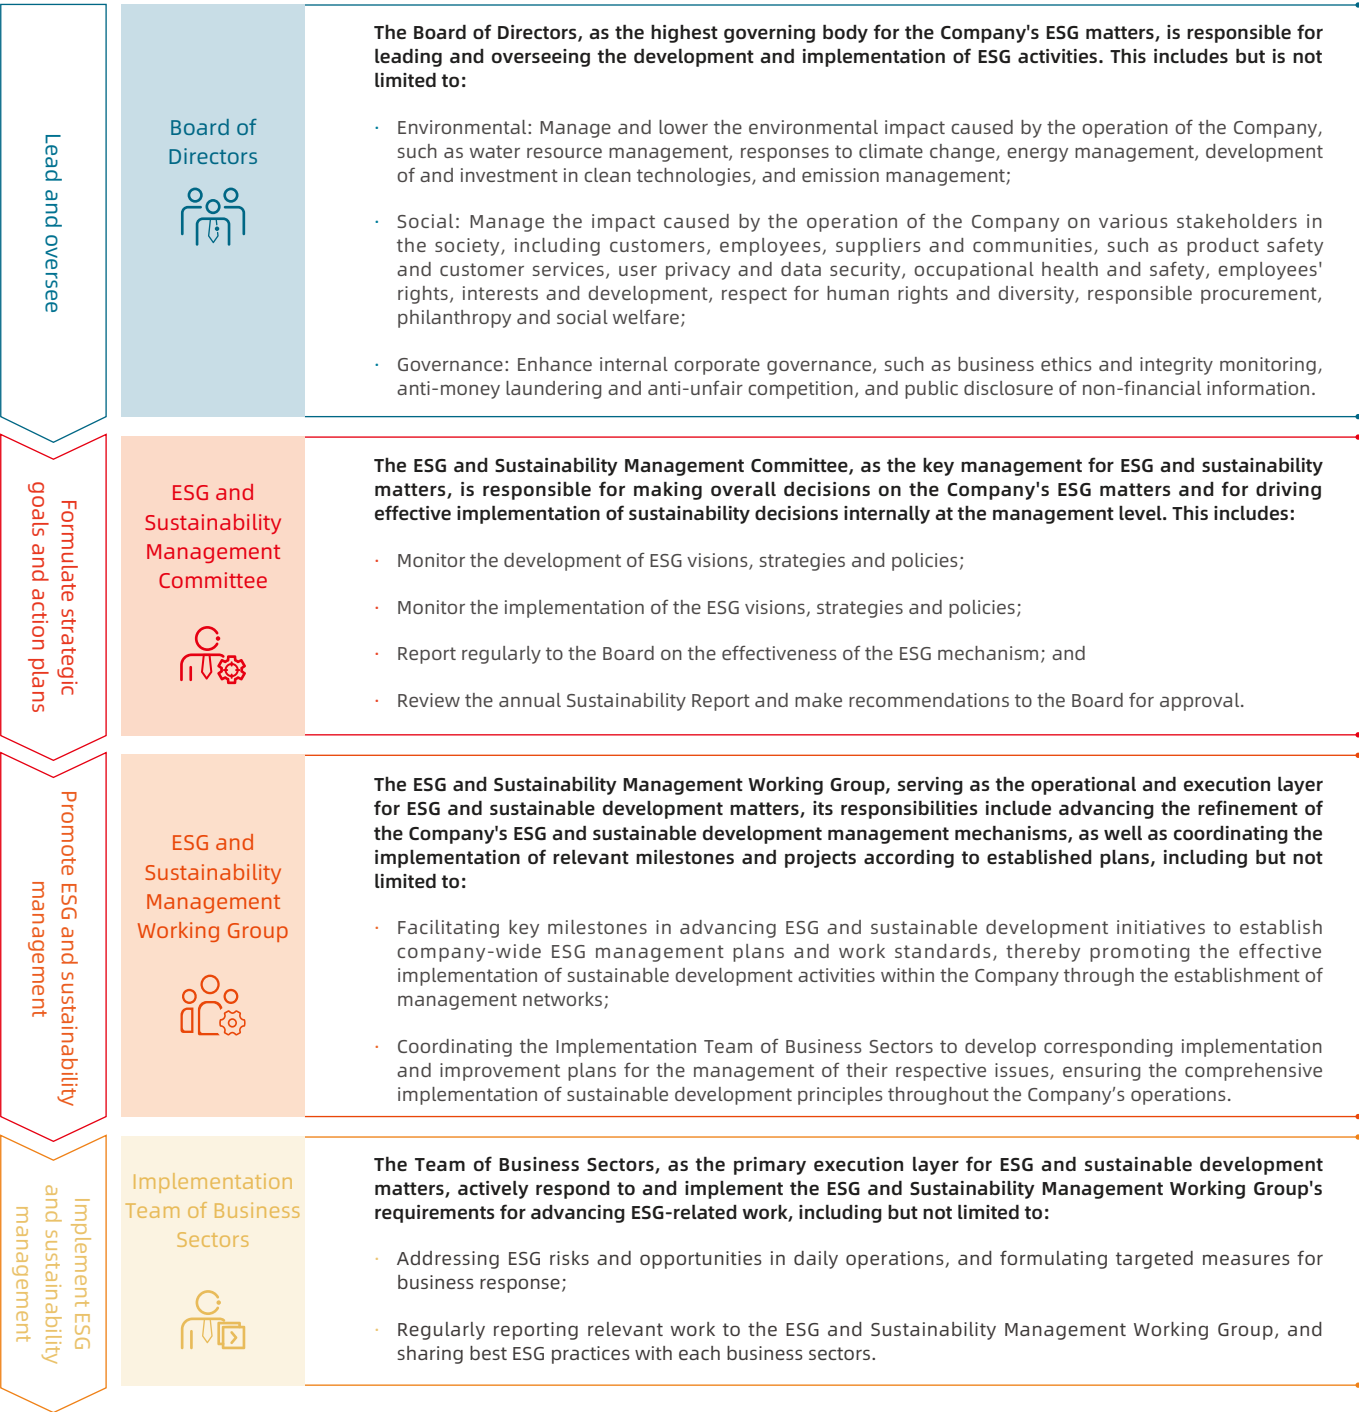 Lead and oversee
Board of
Directors
The Board of Directors, as the highest governing body for the Company's ESG matters, is responsible for
leading and overseeing the development and implementation of ESG activities. This includes but is not
limited to:
· Environmental: Manage and lower the environmental impact caused by the operation of the Company,
such as water resource management, responses to climate change, energy management, development
of and investment in clean technologies, and emission management;
· Social: Manage the impact caused by the operation of the Company on various stakeholders in
the society, including customers, employees, suppliers and communities, such as product safety
and customer services, user privacy and data security, occupational health and safety, employees'
rights, interests and development, respect for human rights and diversity, responsible procurement,
philanthropy and social welfare;
· Governance: Enhance internal corporate governance, such as business ethics and integrity monitoring,
anti-money laundering and anti-unfair competition, and public disclosure of non-financial information.
Formulate strategic
goals and action plans
ESG and
Sustainability
Management
Committee
The ESG and Sustainability Management Committee, as the key management for ESG and sustainability
matters, is responsible for making overall decisions on the Company's ESG matters and for driving
effective implementation of sustainability decisions internally at the management level. This includes:
· Monitor the development of ESG visions, strategies and policies;
· Monitor the implementation of the ESG visions, strategies and policies;
· Report regularly to the Board on the effectiveness of the ESG mechanism; and
· Review the annual Sustainability Report and make recommendations to the Board for approval.
Promote ESG and sustainability
management
ESG and
Sustainability
Management
Working Group
The ESG and Sustainability Management Working Group, serving as the operational and execution layer
for ESG and sustainable development matters, its responsibilities include advancing the refinement of
the Company's ESG and sustainable development management mechanisms, as well as coordinating the
implementation of relevant milestones and projects according to established plans, including but not
limited to:
· Facilitating key milestones in advancing ESG and sustainable development initiatives to establish
company-wide ESG management plans and work standards, thereby promoting the effective
implementation of sustainable development activities within the Company through the establishment of
management networks;
· Coordinating the Implementation Team of Business Sectors to develop corresponding implementation
and improvement plans for the management of their respective issues, ensuring the comprehensive
implementation of sustainable development principles throughout the Company’s operations.
Implement ESG
and sustainability
management
Implementation
Team of Business
Sectors
The Team of Business Sectors, as the primary execution layer for ESG and sustainable development
matters, actively respond to and implement the ESG and Sustainability Management Working Group's
requirements for advancing ESG-related work, including but not limited to:
· Addressing ESG risks and opportunities in daily operations, and formulating targeted measures for
business response;
· Regularly reporting relevant work to the ESG and Sustainability Management Working Group, and
sharing best ESG practices with each business sectors.